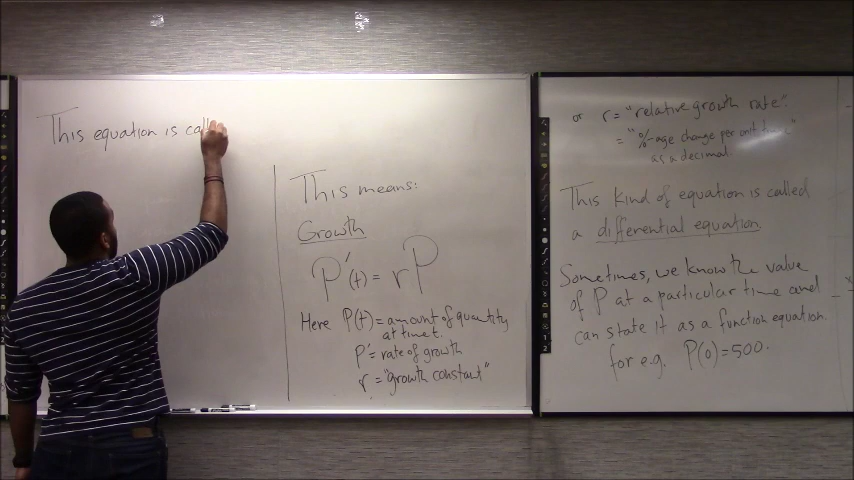 This equation is call
This means:
Growth
P'(t) = rP
Here P(t) = amount of quantity
at time t.
P' = rate of growth
r = "growth constant"
or r = "relative growth rate".
= "%-age change per unit time"
as a decimal.
This kind of equation is called
a differential equation.
Sometimes, we know the value
of P at a particular time and
can state it as a function equation.
for e.g. P(0) = 500.